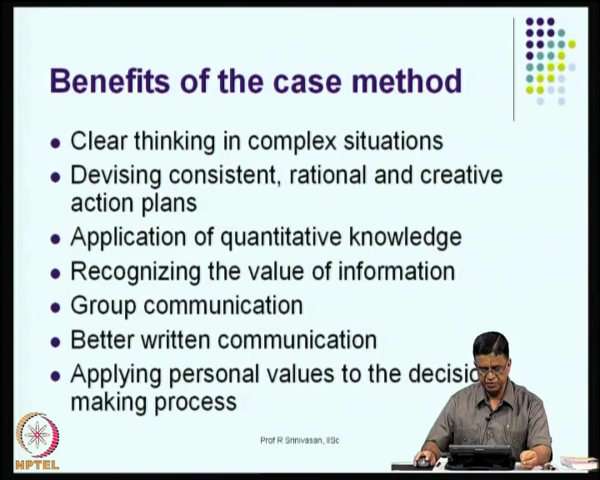 Benefits of the case method
Clear thinking in complex situations
Devising consistent, rational and creative
action plans
Application of quantitative knowledge
Recognizing the value of information
Group communication
Better written communication
Applying personal values to the
making process
Prof R Srinivasan, IISc
NPTEL